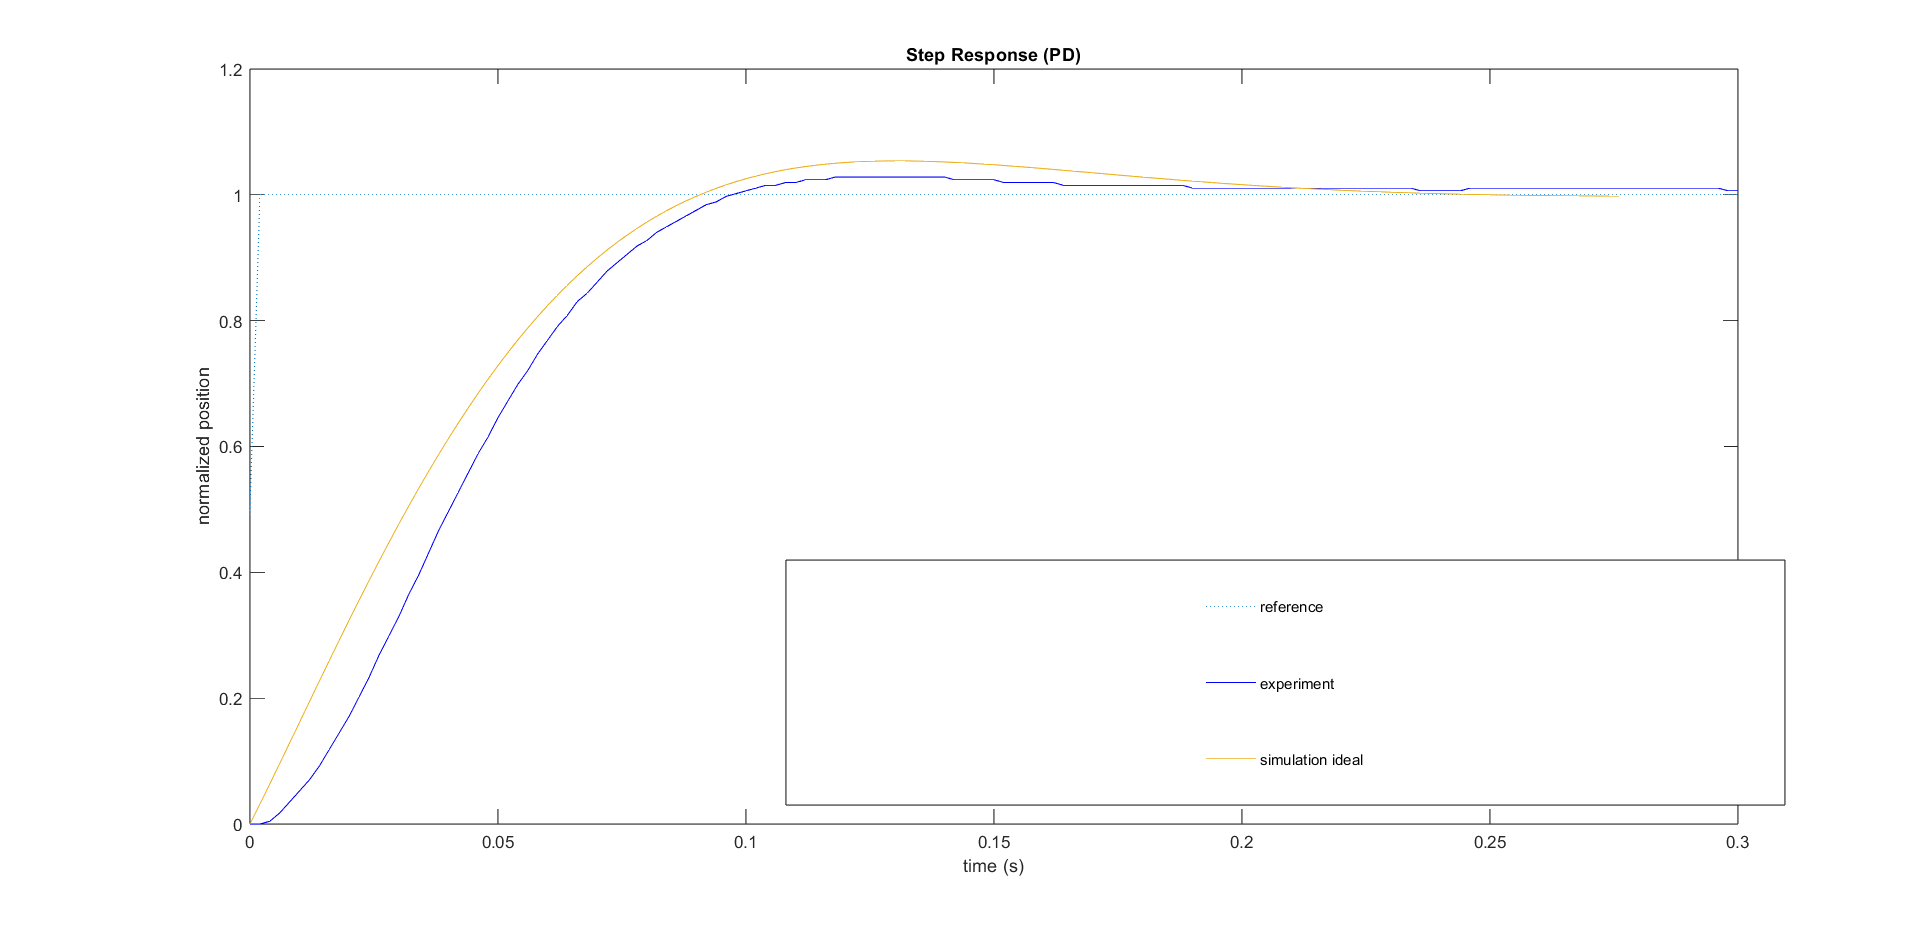 Step Response (PD)
1.2
1
0.8
0.6
0.4
0.2
0
normalized position
reference
experiment
simulation ideal
0 0.05 0.1 0.15 0.2 0.25 0.3
time (s)